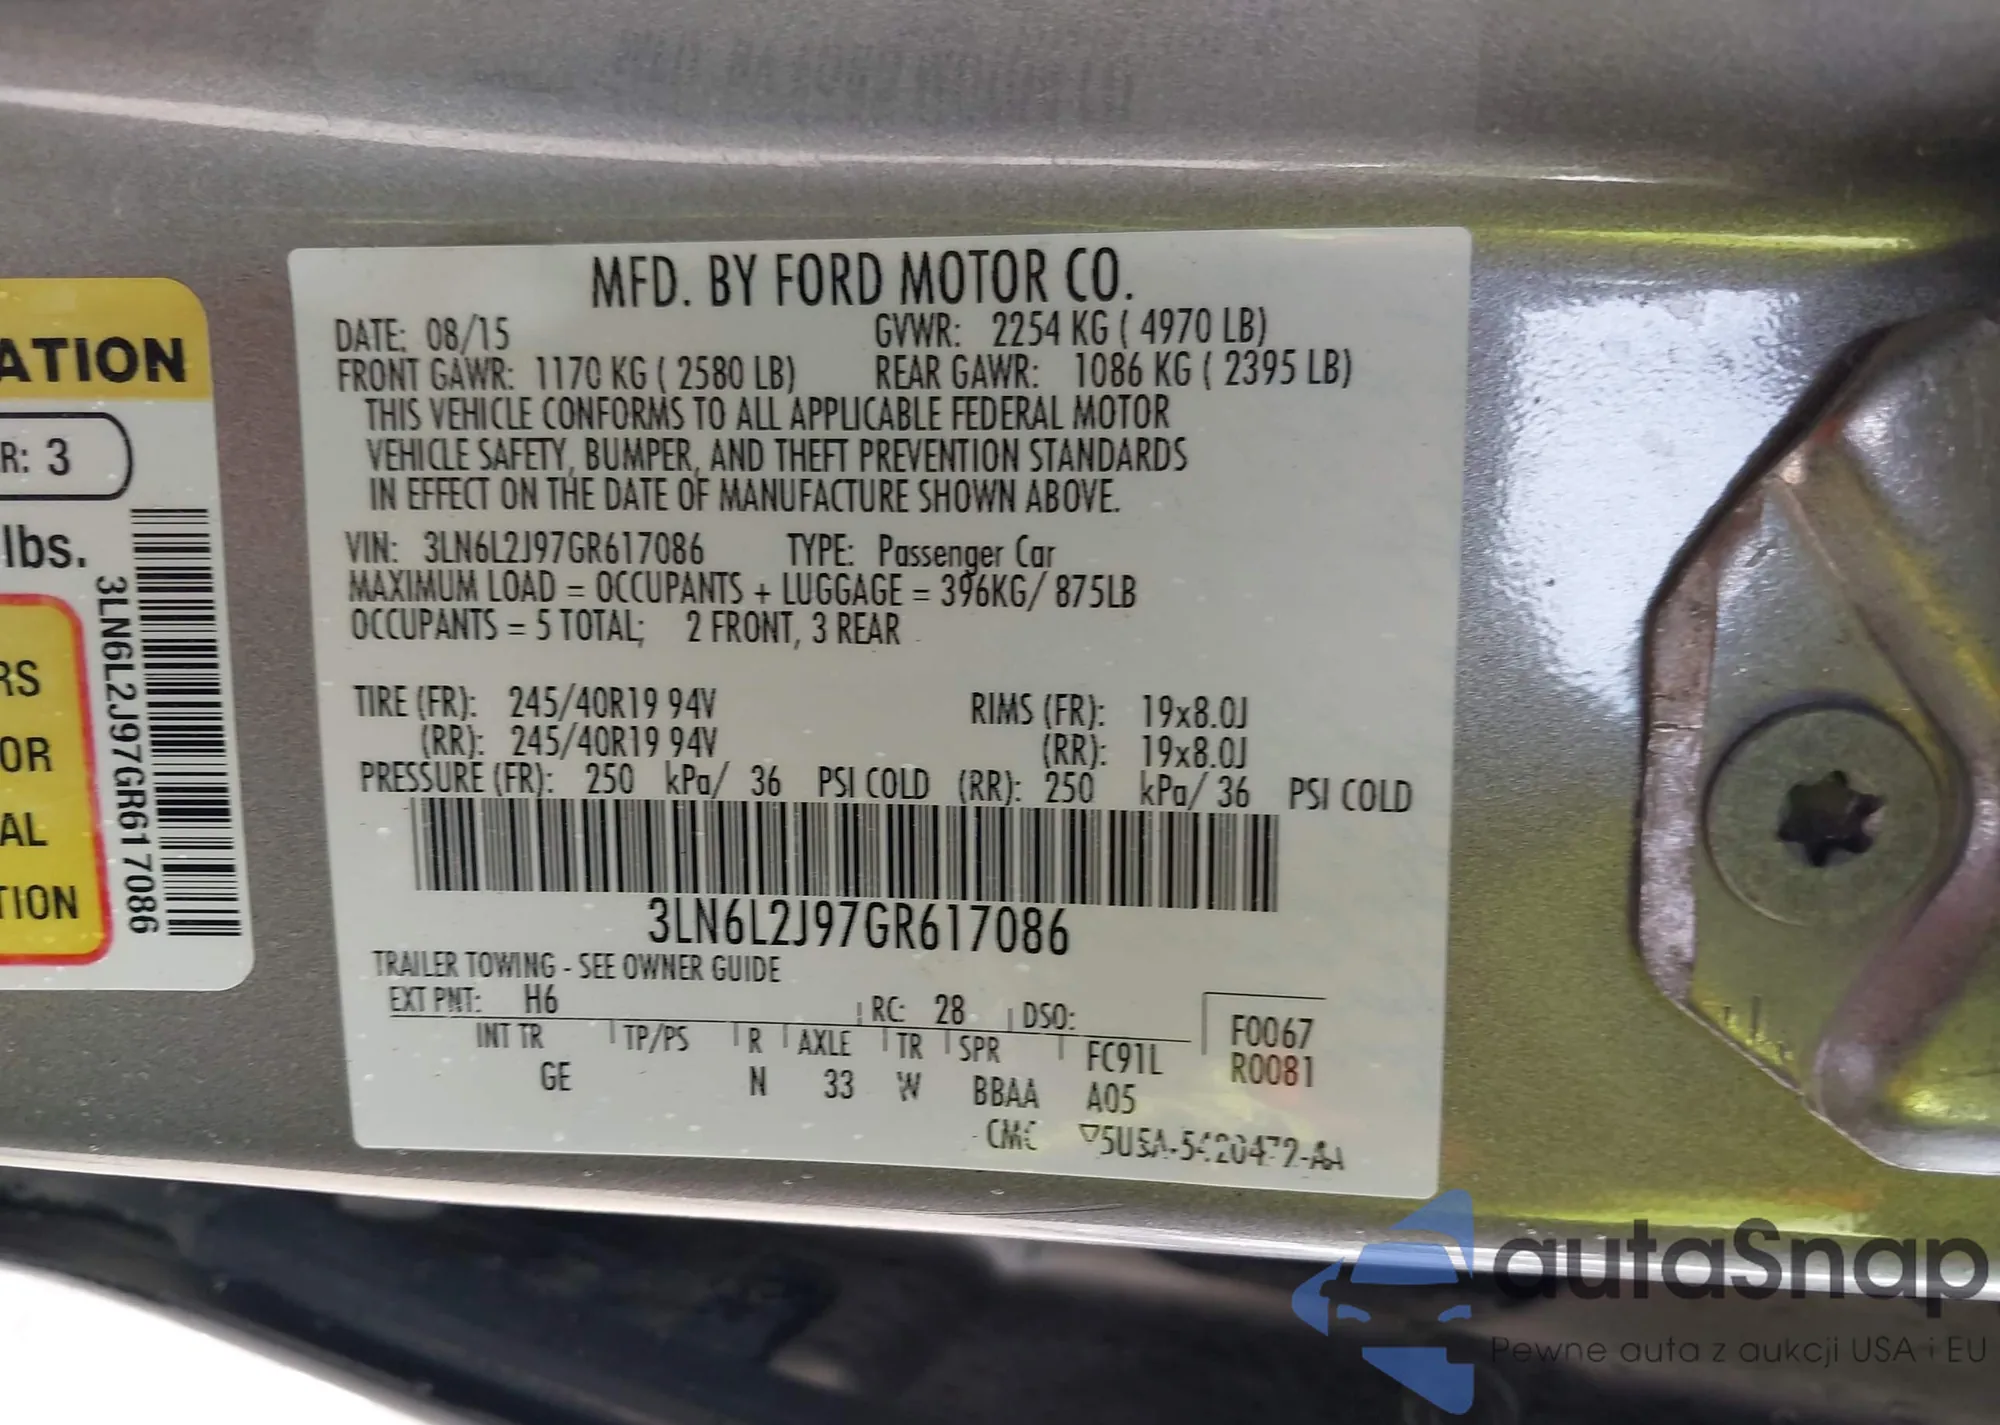 MFD. BY FORD MOTOR CO.
DATE: 08/15 GVWR: 2254 KG ( 4970 LB)
FRONT GAWR: 1170 KG ( 2580 LB) REAR GAWR: 1086 KG ( 2395 LB)
THIS VEHICLE CONFORMS TO ALL APPLICABLE FEDERAL MOTOR
VEHICLE SAFETY, BUMPER, AND THEFT PREVENTION STANDARDS
IN EFFECT ON THE DATE OF MANUFACTURE SHOWN ABOVE.
VIN: 3LN6L2J97GR617086 TYPE: Passenger Car
MAXIMUM LOAD = OCCUPANTS + LUGGAGE = 396KG/ 875LB
OCCUPANTS = 5 TOTAL; 2 FRONT, 3 REAR
TIRE (FR): 245/40R19 94V RIMS (FR): 19x8.0J
(RR): 245/40R19 94V (RR): 19x8.0J
PRESSURE (FR): 250 kPa/ 36 PSI COLD (RR): 250 kPa/ 36 PSI COLD
3LN6L2J97GR617086
TRAILER TOWING - SEE OWNER GUIDE
EXT PNT: H6 RC: 28 DSO:
INT TR TP/PS R AXLE TR SPR FC91L
GE N 33 W BBAA A05
F0067
R0081
CMC
ATION
R: 3
lbs.
RS
OR
AL
TION
3LN6L2J97GR617086
autaSnap
Pewne auta z aukcji USA i EU